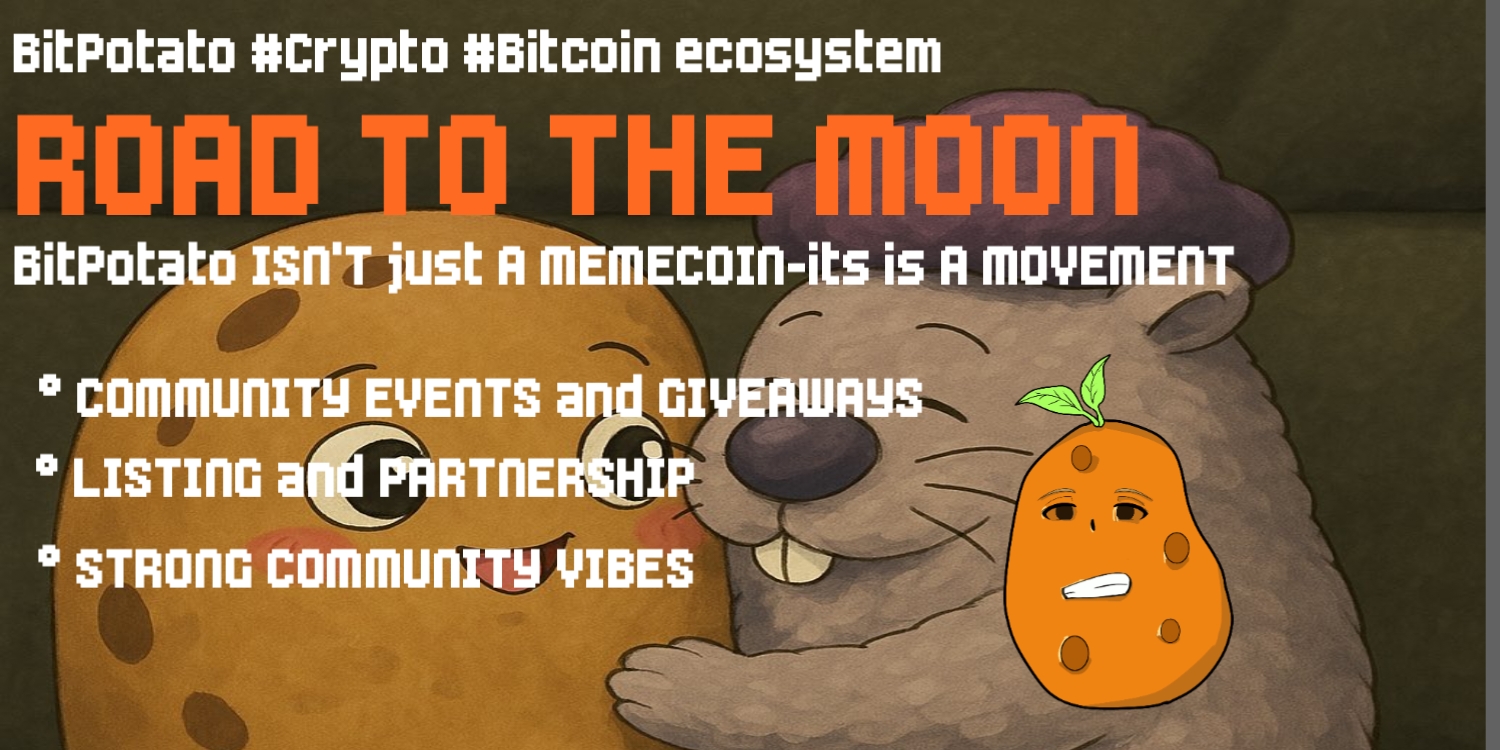 BitPotato #Crypto #Bitcoin ecosystem
ROAD TO THE MOON
BitPotato ISN'T just A MEMECOIN-its is A MOVEMENT
° COMMUNITY EVENTS and GIVEAWAYS
° LISTING and PARTNERSHIP
° STRONG COMMUNITY VIBES